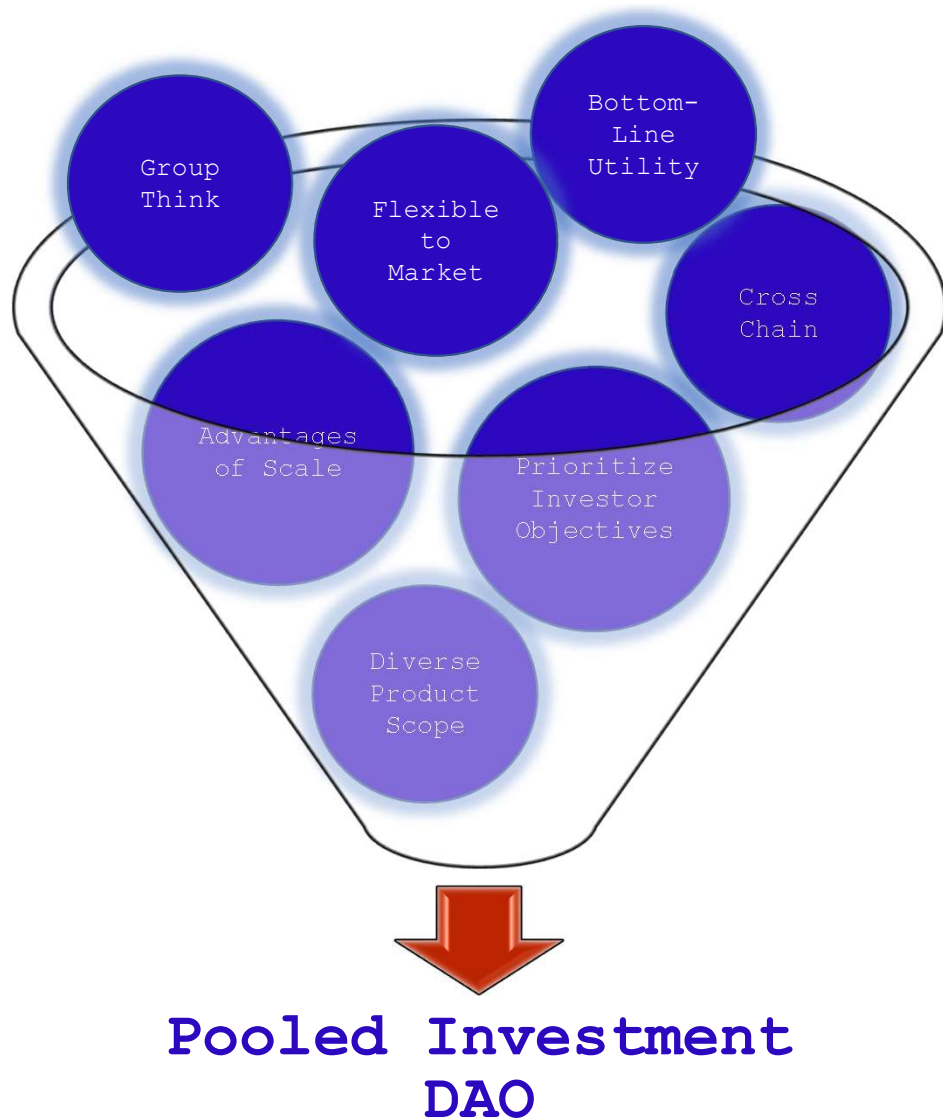 Group
Think
Flexible
to
Market
Bottom-
Line
Utility
Cross
Chain
Advantages
of Scale
Prioritize
Investor
Objectives
Diverse
Product
Scope
Pooled Investment
DAO